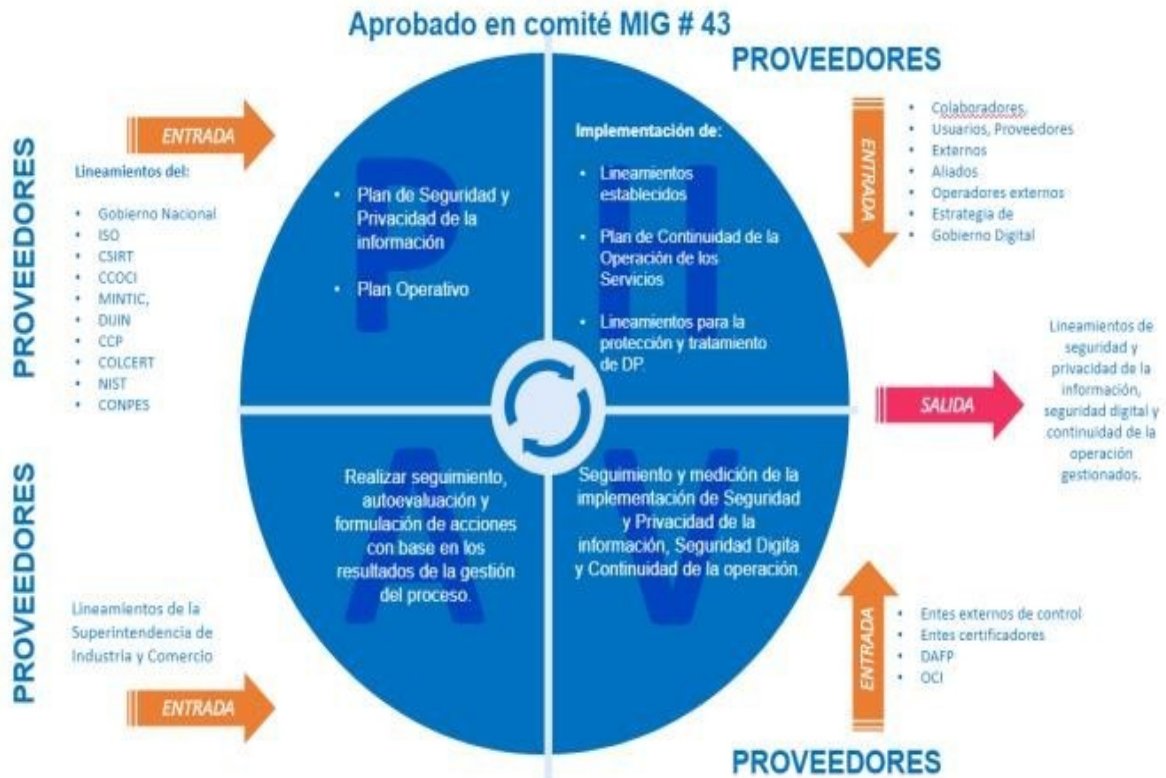 Aprobado en comité MIG # 43
PROVEEDORES
ENTRADA
Lineamientos del:
• Gobierno Nacional
• ISO
• CSIRT
• CCOCI
• MINTIC,
• DIJIN
• CCP
• COLCERT
• NIST
• CONPES
P
• Plan de Seguridad y
Privacidad de la
información
• Plan Operativo
H
Implementación de:
• Lineamientos
establecidos
• Plan de Continuidad de la
Operación de los
Servicios
• Lineamientos para la
protección y tratamiento
de DP.
PROVEEDORES
ENTRADA
• Colaboradores,
• Usuarios, Proveedores
• Externos
• Aliados
• Operadores externos
• Estrategia de
• Gobierno Digital
SALIDA
Lineamientos de
seguridad y
privacidad de la
información,
seguridad digital y
continuidad de la
operación
gestionados.
PROVEEDORES
Lineamientos de la
Superintendencia de
Industria y Comercio
ENTRADA
A
Realizar seguimiento,
autoevaluación y
formulación de acciones
con base en los
resultados de la gestión
del proceso.
V
Seguimiento y medición de la
implementación de Seguridad
y Privacidad de la
información, Seguridad Digita
y Continuidad de la operación.
ENTRADA
• Entes externos de control
• Entes certificadores
• DAFP
• OCI
PROVEEDORES